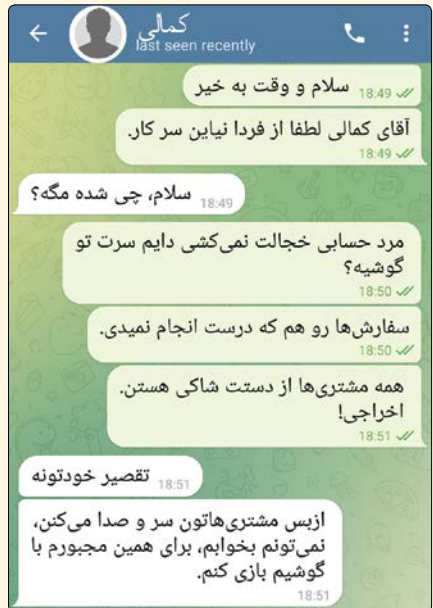 کمالی
last seen recently
سلام و وقت به خیر
18:49
آقای کمالی لطفا از فردا نیاین سر کار.
18:49
سلام، چی شده مگه؟
18:49
مرد حسابی خجالت نمی‌کشی دایم سرت تو
گوشیه؟
18:50
سفارش‌ها رو هم که درست انجام نمیدی.
18:50
همه مشتری‌ها از دستت شاکی هستن.
اخراجی!
18:51
تقصیر خودتونه
18:51
ازبس مشتری‌هاتون سر و صدا می‌کنن،
نمی‌تونم بخوابم، برای همین مجبورم با
گوشیم بازی کنم.
18:51